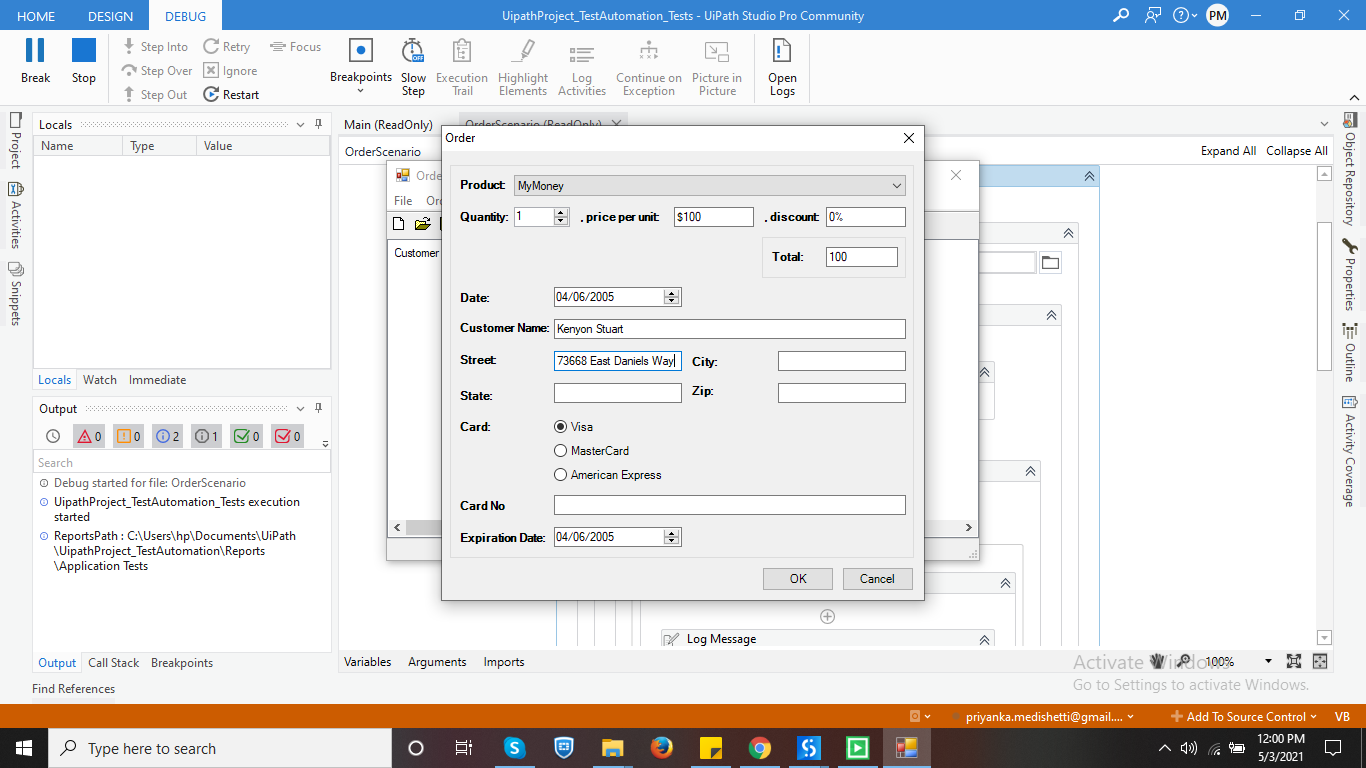 HOME DESIGN DEBUG
UipathProject_TestAutomation_Tests - UiPath Studio Pro Community
PM
Break
Stop
Step Into
Step Over
Step Out
Retry
Ignore
Restart
Focus
Breakpoints
Slow Step
OFF
Execution Trail
Highlight Elements
Log Activities
Continue on Exception
Picture in Picture
Open Logs
Project
Activities
Snippets
Locals
Name Type Value
Locals Watch Immediate
Output
0 0 2 1 0 0
Search
Debug started for file: OrderScenario
UipathProject_TestAutomation_Tests execution
started
ReportsPath : C:\Users\hp\Documents\UiPath
\UipathProject_TestAutomation\Reports
\Application Tests
Output Call Stack Breakpoints
Find References
Main (ReadOnly) OrderScenario (ReadOnly)
OrderScenario
Expand All Collapse All
File
Customer
Order
Product: MyMoney
Quantity: 1 . price per unit: $100 . discount: 0%
Total: 100
Date: 04/06/2005
Customer Name: Kenyon Stuart
Street: 73668 East Daniels Way City:
State: Zip:
Card: Visa
MasterCard
American Express
Card No
Expiration Date: 04/06/2005
OK Cancel
Log Message
Variables Arguments Imports
100%
Activate Windows
Go to Settings to activate Windows.
Object Repository
Properties
Outline
Activity Coverage
priyanka.medishetti@gmail....
Add To Source Control
VB
Type here to search
12:00 PM
5/3/2021